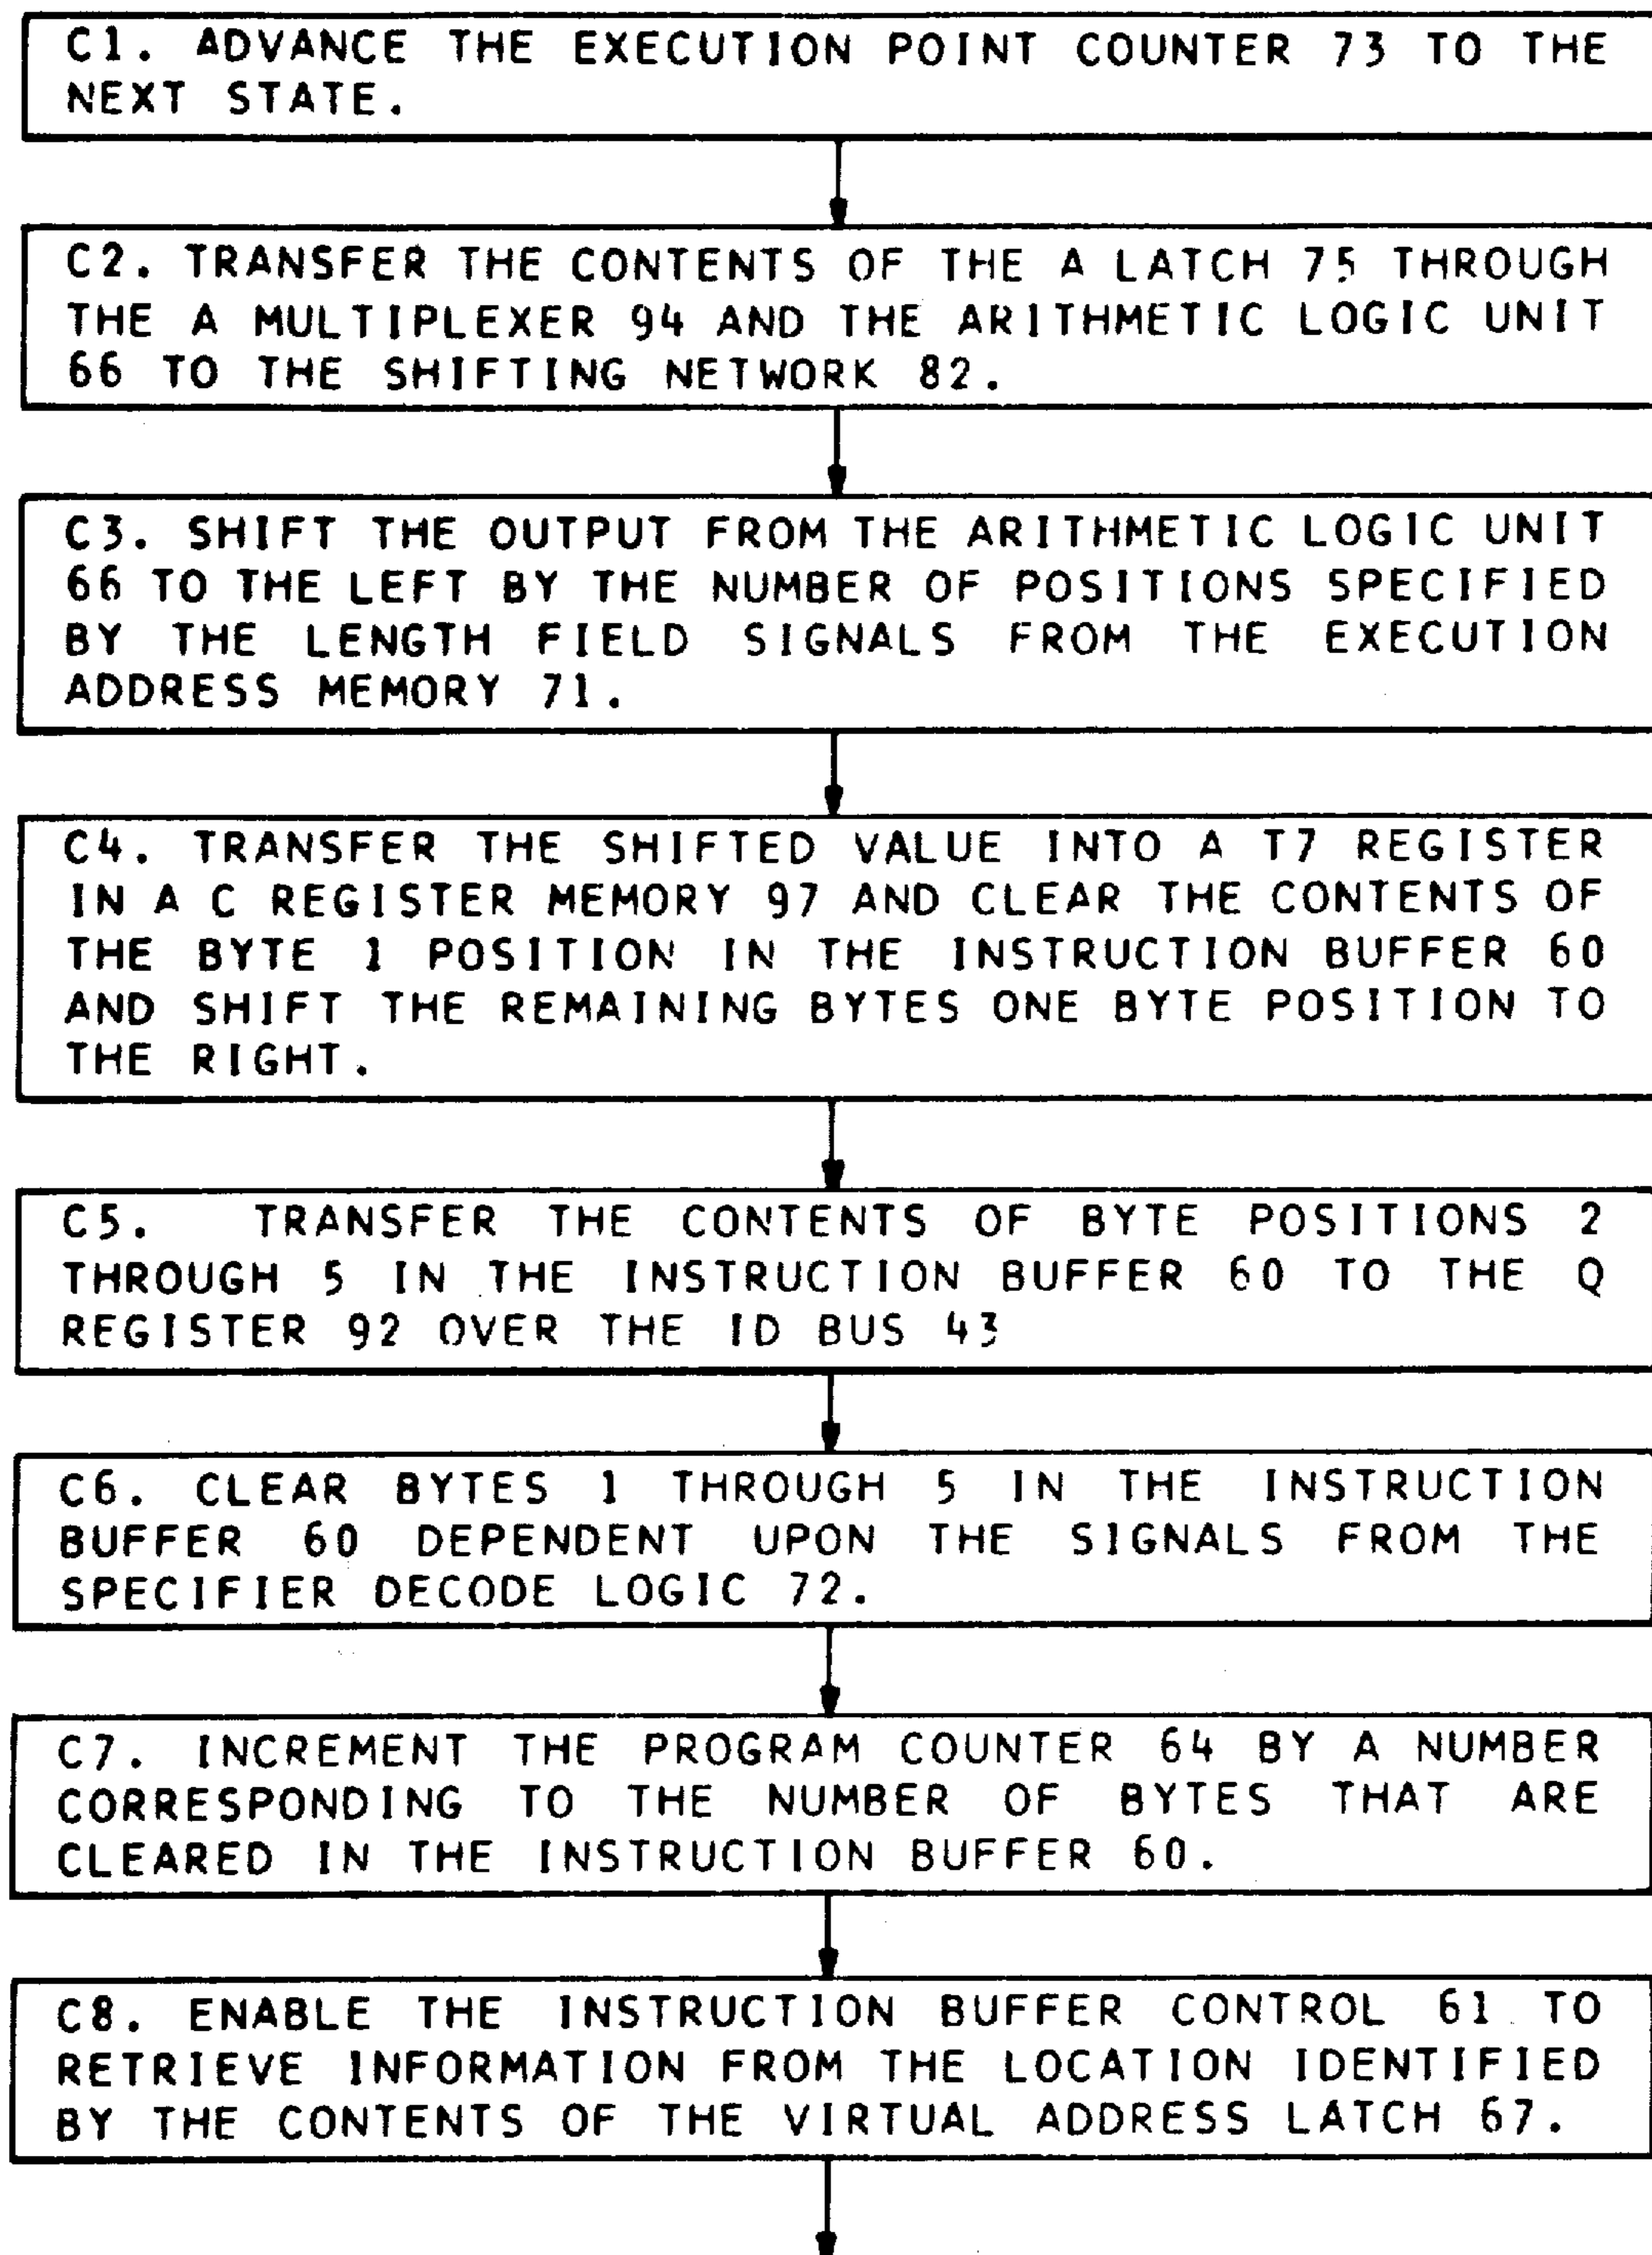 C1. ADVANCE THE EXECUTION POINT COUNTER 73 TO THE
NEXT STATE.
C2. TRANSFER THE CONTENTS OF THE A LATCH 75 THROUGH
THE A MULTIPLEXER 94 AND THE ARITHMETIC LOGIC UNIT
66 TO THE SHIFTING NETWORK 82.
C3. SHIFT THE OUTPUT FROM THE ARITHMETIC LOGIC UNIT
66 TO THE LEFT BY THE NUMBER OF POSITIONS SPECIFIED
BY THE LENGTH FIELD SIGNALS FROM THE EXECUTION
ADDRESS MEMORY 71.
C4. TRANSFER THE SHIFTED VALUE INTO A T7 REGISTER
IN A C REGISTER MEMORY 97 AND CLEAR THE CONTENTS OF
THE BYTE 1 POSITION IN THE INSTRUCTION BUFFER 60
AND SHIFT THE REMAINING BYTES ONE BYTE POSITION TO
THE RIGHT.
C5. TRANSFER THE CONTENTS OF BYTE POSITIONS 2
THROUGH 5 IN THE INSTRUCTION BUFFER 60 TO THE Q
REGISTER 92 OVER THE ID BUS 43
C6. CLEAR BYTES 1 THROUGH 5 IN THE INSTRUCTION
BUFFER 60 DEPENDENT UPON THE SIGNALS FROM THE
SPECIFIER DECODE LOGIC 72.
C7. INCREMENT THE PROGRAM COUNTER 64 BY A NUMBER
CORRESPONDING TO THE NUMBER OF BYTES THAT ARE
CLEARED IN THE INSTRUCTION BUFFER 60.
C8. ENABLE THE INSTRUCTION BUFFER CONTROL 61 TO
RETRIEVE INFORMATION FROM THE LOCATION IDENTIFIED
BY THE CONTENTS OF THE VIRTUAL ADDRESS LATCH 67.